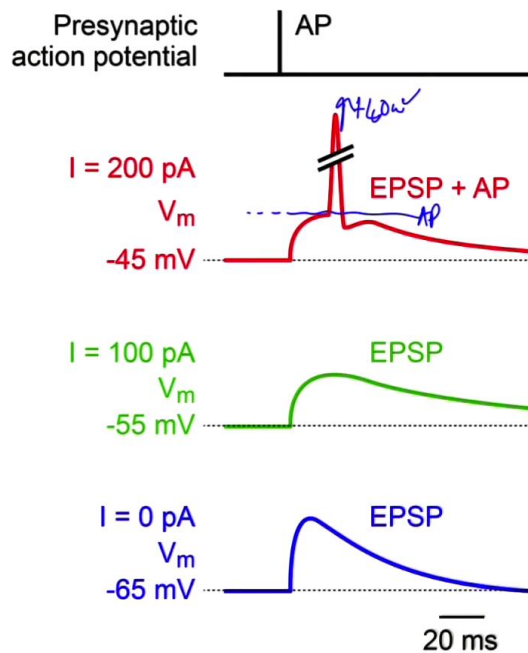 Presynaptic
action potential
AP
I = 200 pA
EPSP + AP
Vm
AP
-45 mV
I = 100 pA
EPSP
Vm
-55 mV
I = 0 pA
EPSP
Vm
-65 mV
20 ms